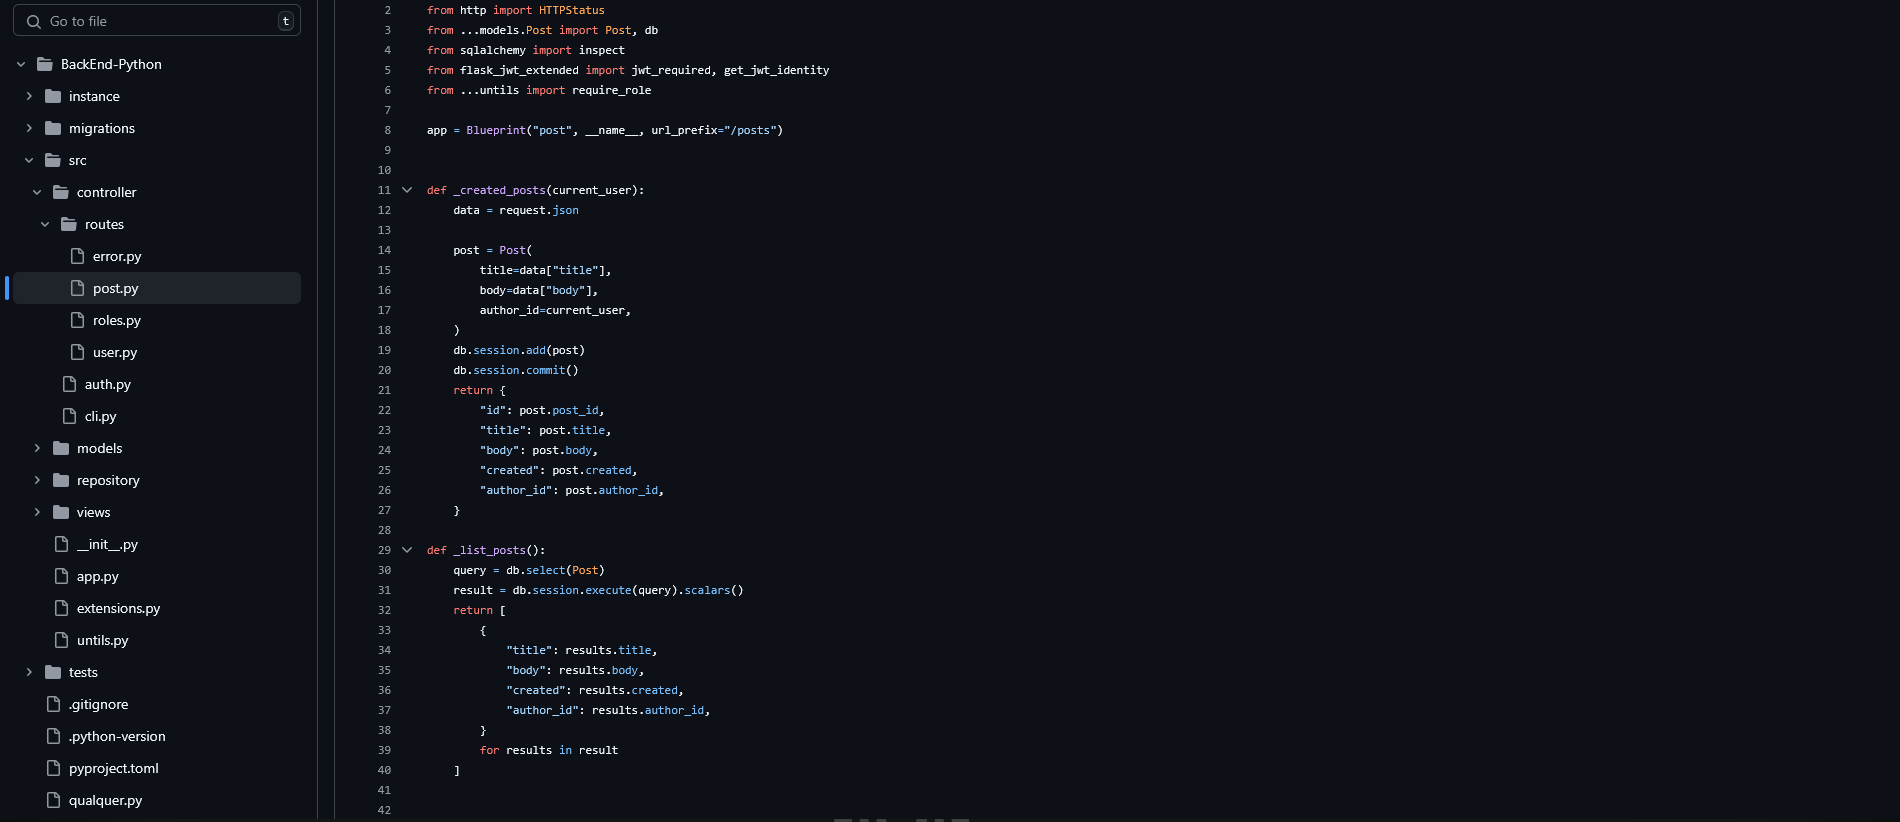 Go to file
t
BackEnd-Python
instance
migrations
src
controller
routes
error.py
post.py
roles.py
user.py
auth.py
cli.py
models
repository
views
__init__.py
app.py
extensions.py
untils.py
tests
.gitignore
.python-version
pyproject.toml
qualquer.py
2 from http import HTTPStatus
3 from ...models.Post import Post, db
4 from sqlalchemy import inspect
5 from flask_jwt_extended import jwt_required, get_jwt_identity
6 from ...untils import require_role
7
8 app = Blueprint("post", __name__, url_prefix="/posts")
9
10
11 def _created_posts(current_user):
12     data = request.json
13
14     post = Post(
15         title=data["title"],
16         body=data["body"],
17         author_id=current_user,
18     )
19     db.session.add(post)
20     db.session.commit()
21     return {
22         "id": post.post_id,
23         "title": post.title,
24         "body": post.body,
25         "created": post.created,
26         "author_id": post.author_id,
27     }
28
29 def _list_posts():
30     query = db.select(Post)
31     result = db.session.execute(query).scalars()
32     return [
33         {
34             "title": results.title,
35             "body": results.body,
36             "created": results.created,
37             "author_id": results.author_id,
38         }
39         for results in result
40     ]
41
42